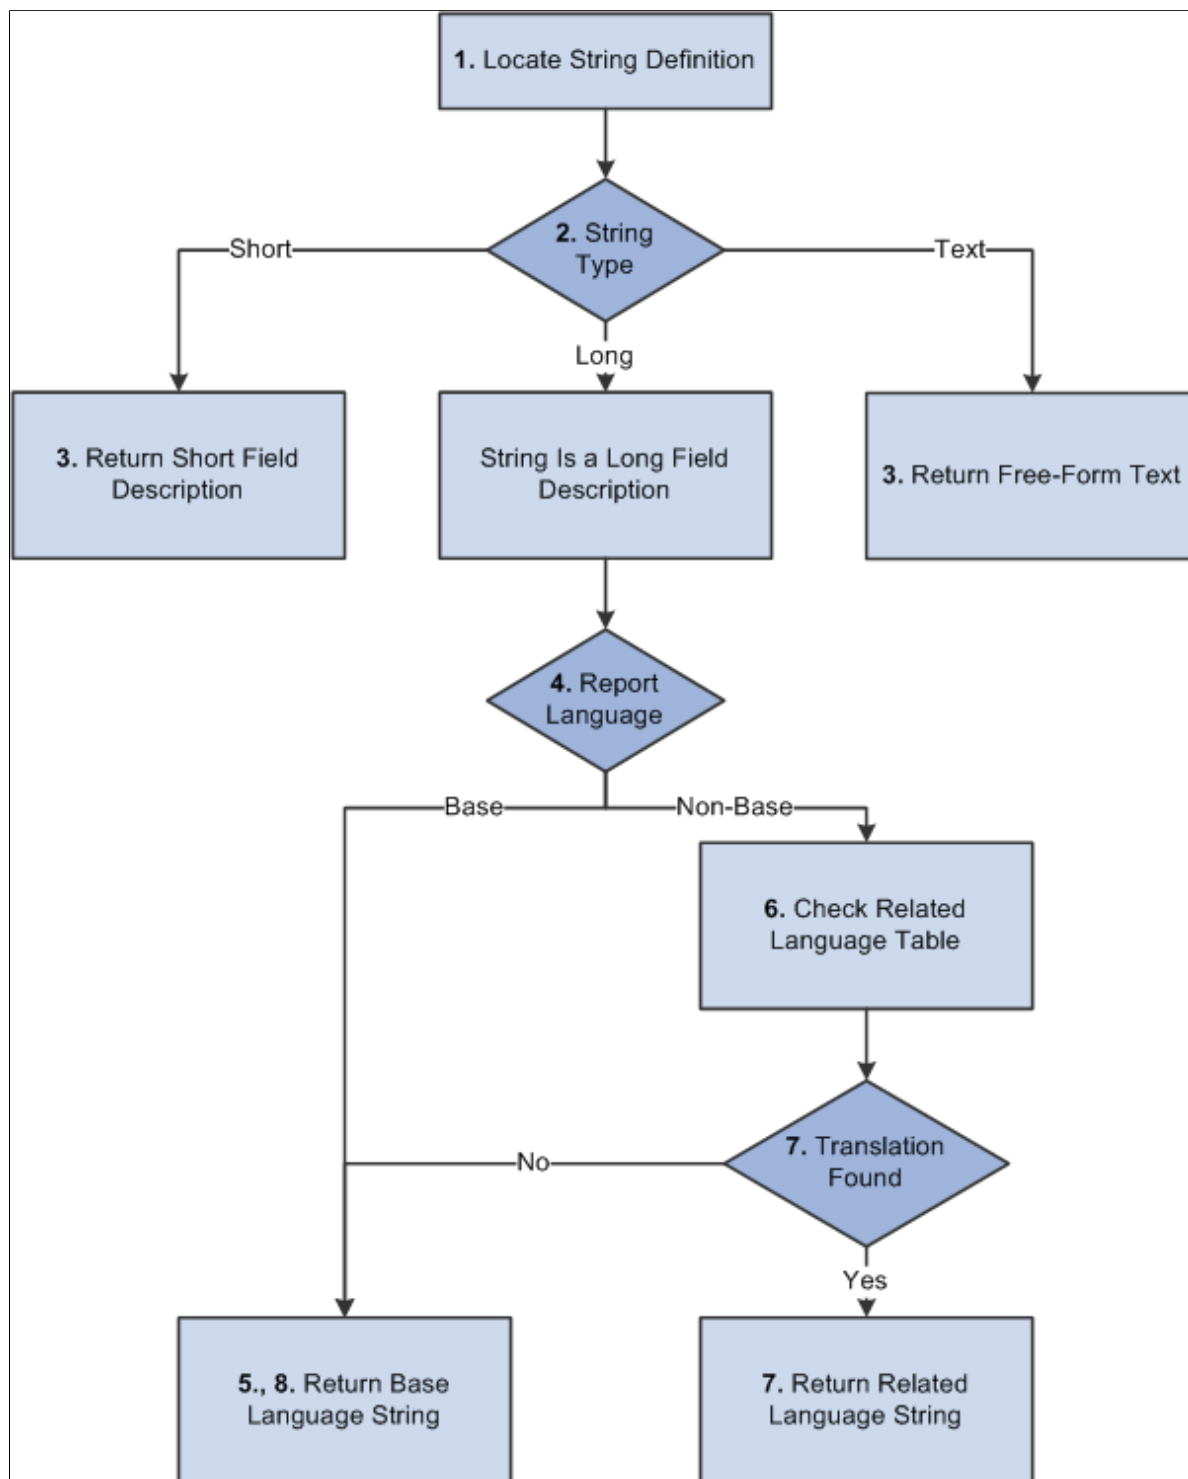 1. Locate String Definition
2. String
Type
Short
Text
Long
3. Return Short Field
Description
String Is a Long Field
Description
3. Return Free-Form Text
4. Report
Language
Base
Non-Base
6. Check Related
Language Table
7. Translation
Found
No
Yes
5., 8. Return Base
Language String
7. Return Related
Language String